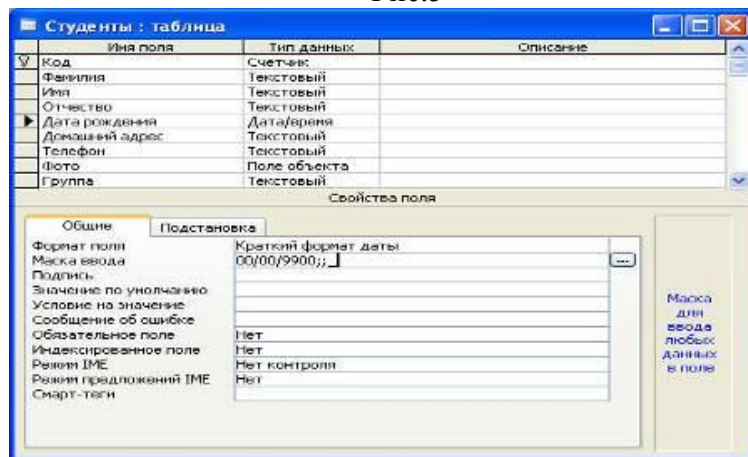 Студенты : таблица
Имя поля Тип данных Описание
Код Счетчик
Фамилия Текстовый
Имя Текстовый
Отчество Текстовый
Дата рождения Дата/время
Домашний адрес Текстовый
Телефон Текстовый
Фото Поле объекта
Группа Текстовый
Свойства поля
Общие Подстановка
Формат поля Краткий формат даты
Маска ввода 00/00/9900;;_
Подпись
Значение по умолчанию
Условие на значение
Сообщение об ошибке
Обязательное поле Нет
Индексированное поле Нет
Режим IME Нет контроля
Режим предложений IME Нет
Смарт-теги
Маска
для
ввода
любых
данных
в поле